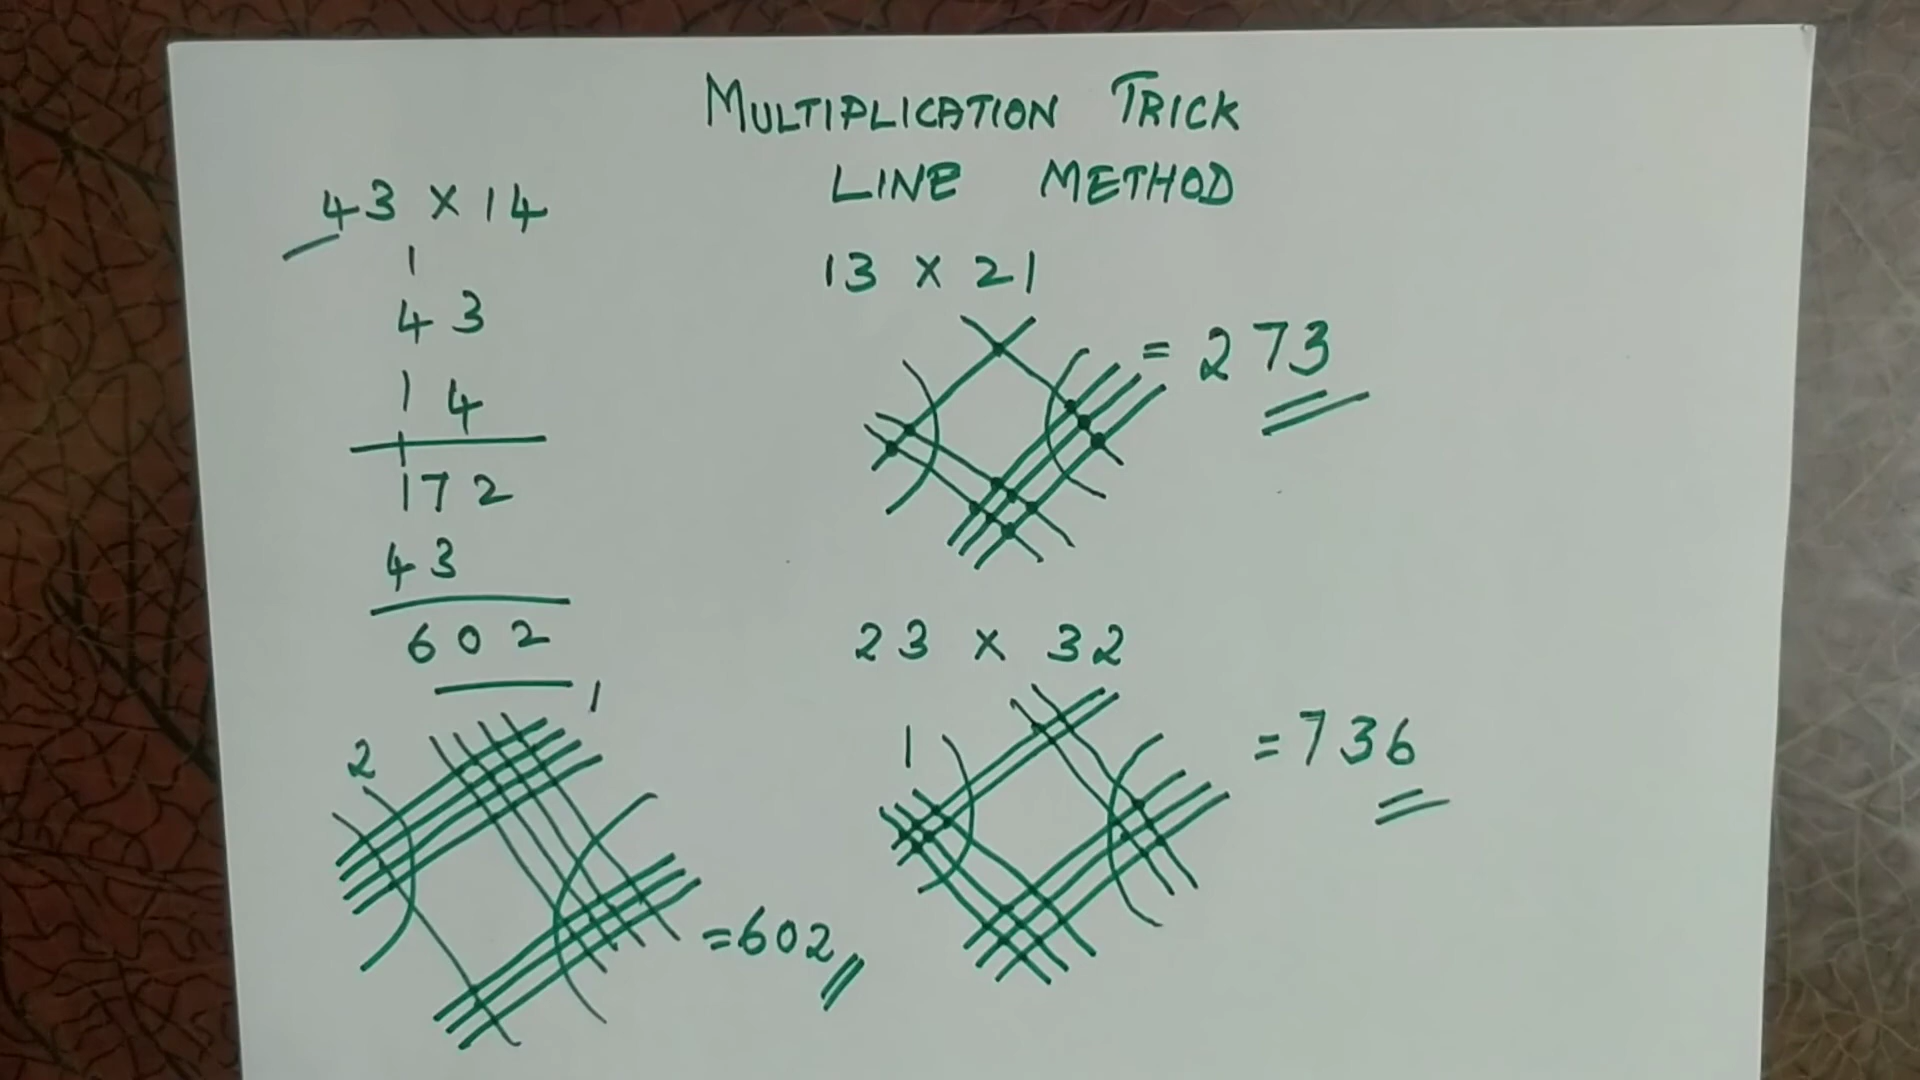 MULTIPLICATION TRICK
LINE METHOD
43 x 14
1
43
14
172
43
602
1
2
=602
13 x 21
= 273
23 x 32
1
=736